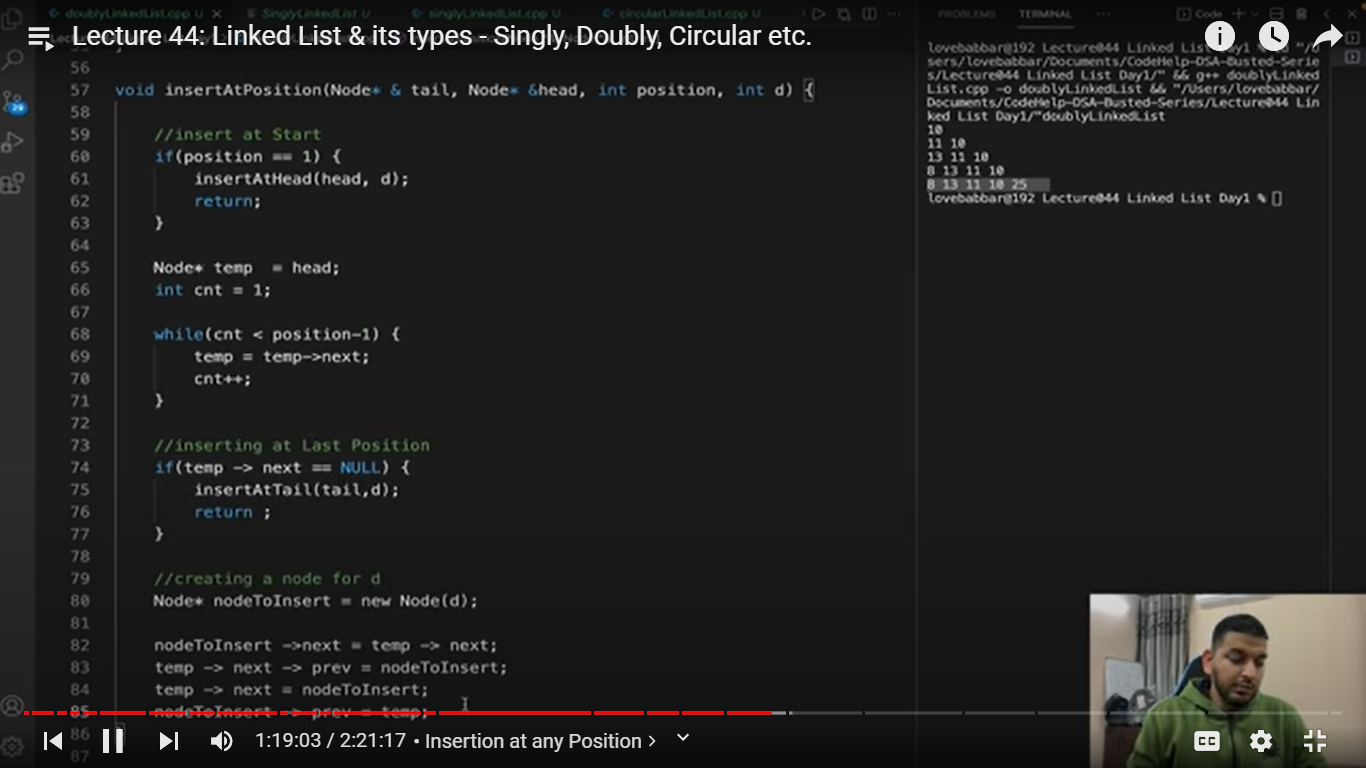 doublyLinkedList.cpp U
SinglyLinkedList U
singlyLinkedList.cpp U
circularLinkedList.cpp U
PROBLEMS
TERMINAL
Code
Lecture 44: Linked List & its types - Singly, Doubly, Circular etc.
56
57 void insertAtPosition(Node* & tail, Node* &head, int position, int d) {
58
59 //insert at Start
60 if(position == 1) {
61 insertAtHead(head, d);
62 return;
63 }
64
65 Node* temp = head;
66 int cnt = 1;
67
68 while(cnt < position-1) {
69 temp = temp->next;
70 cnt++;
71 }
72
73 //inserting at Last Position
74 if(temp -> next == NULL) {
75 insertAtTail(tail,d);
76 return ;
77 }
78
79 //creating a node for d
80 Node* nodeToInsert = new Node(d);
81
82 nodeToInsert ->next = temp -> next;
83 temp -> next -> prev = nodeToInsert;
84 temp -> next = nodeToInsert;
85 nodeToInsert -> prev = temp;
86 }
87
lovebabbar@192 Lecture044 Linked List Day1 % "/U
sers/lovebabbar/Documents/CodeHelp-DSA-Busted-Serie
s/Lecture044 Linked List Day1/" && g++ doublyLinked
List.cpp -o doublyLinkedList && "/Users/lovebabbar/
Documents/CodeHelp-DSA-Busted-Series/Lecture044 Lin
ked List Day1/"doublyLinkedList
10
11 10
13 11 10
8 13 11 10
8 13 11 10 25
lovebabbar@192 Lecture044 Linked List Day1 %
1:19:03 / 2:21:17 • Insertion at any Position >
CC